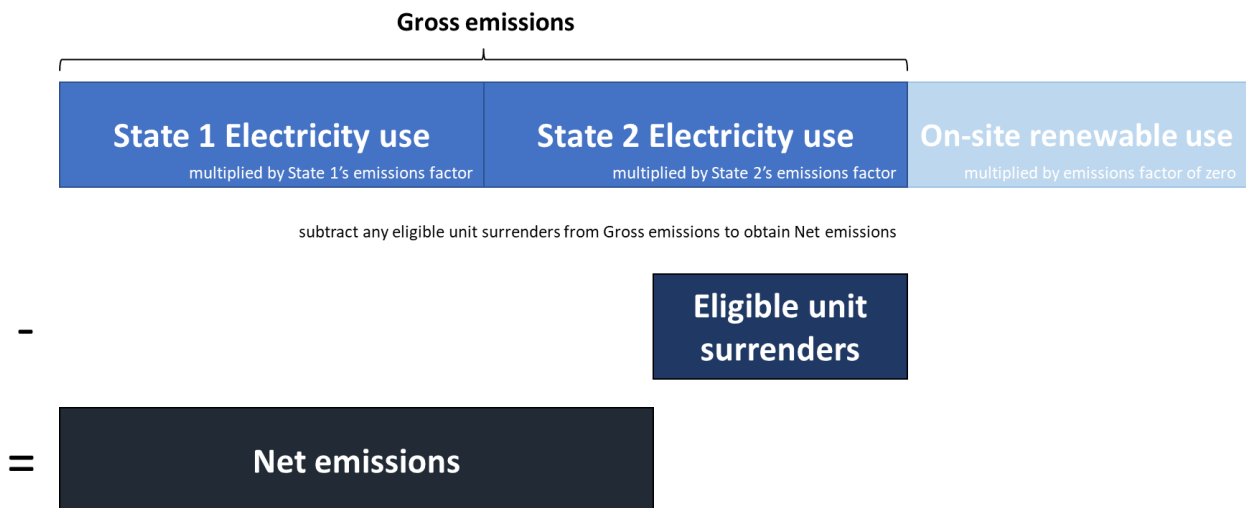 Gross emissions
State 1 Electricity use
multiplied by State 1's emissions factor
State 2 Electricity use
multiplied by State 2's emissions factor
On-site renewable use
multiplied by emissions factor of zero
subtract any eligible unit surrenders from Gross emissions to obtain Net emissions
-
Eligible unit
surrenders
=
Net emissions